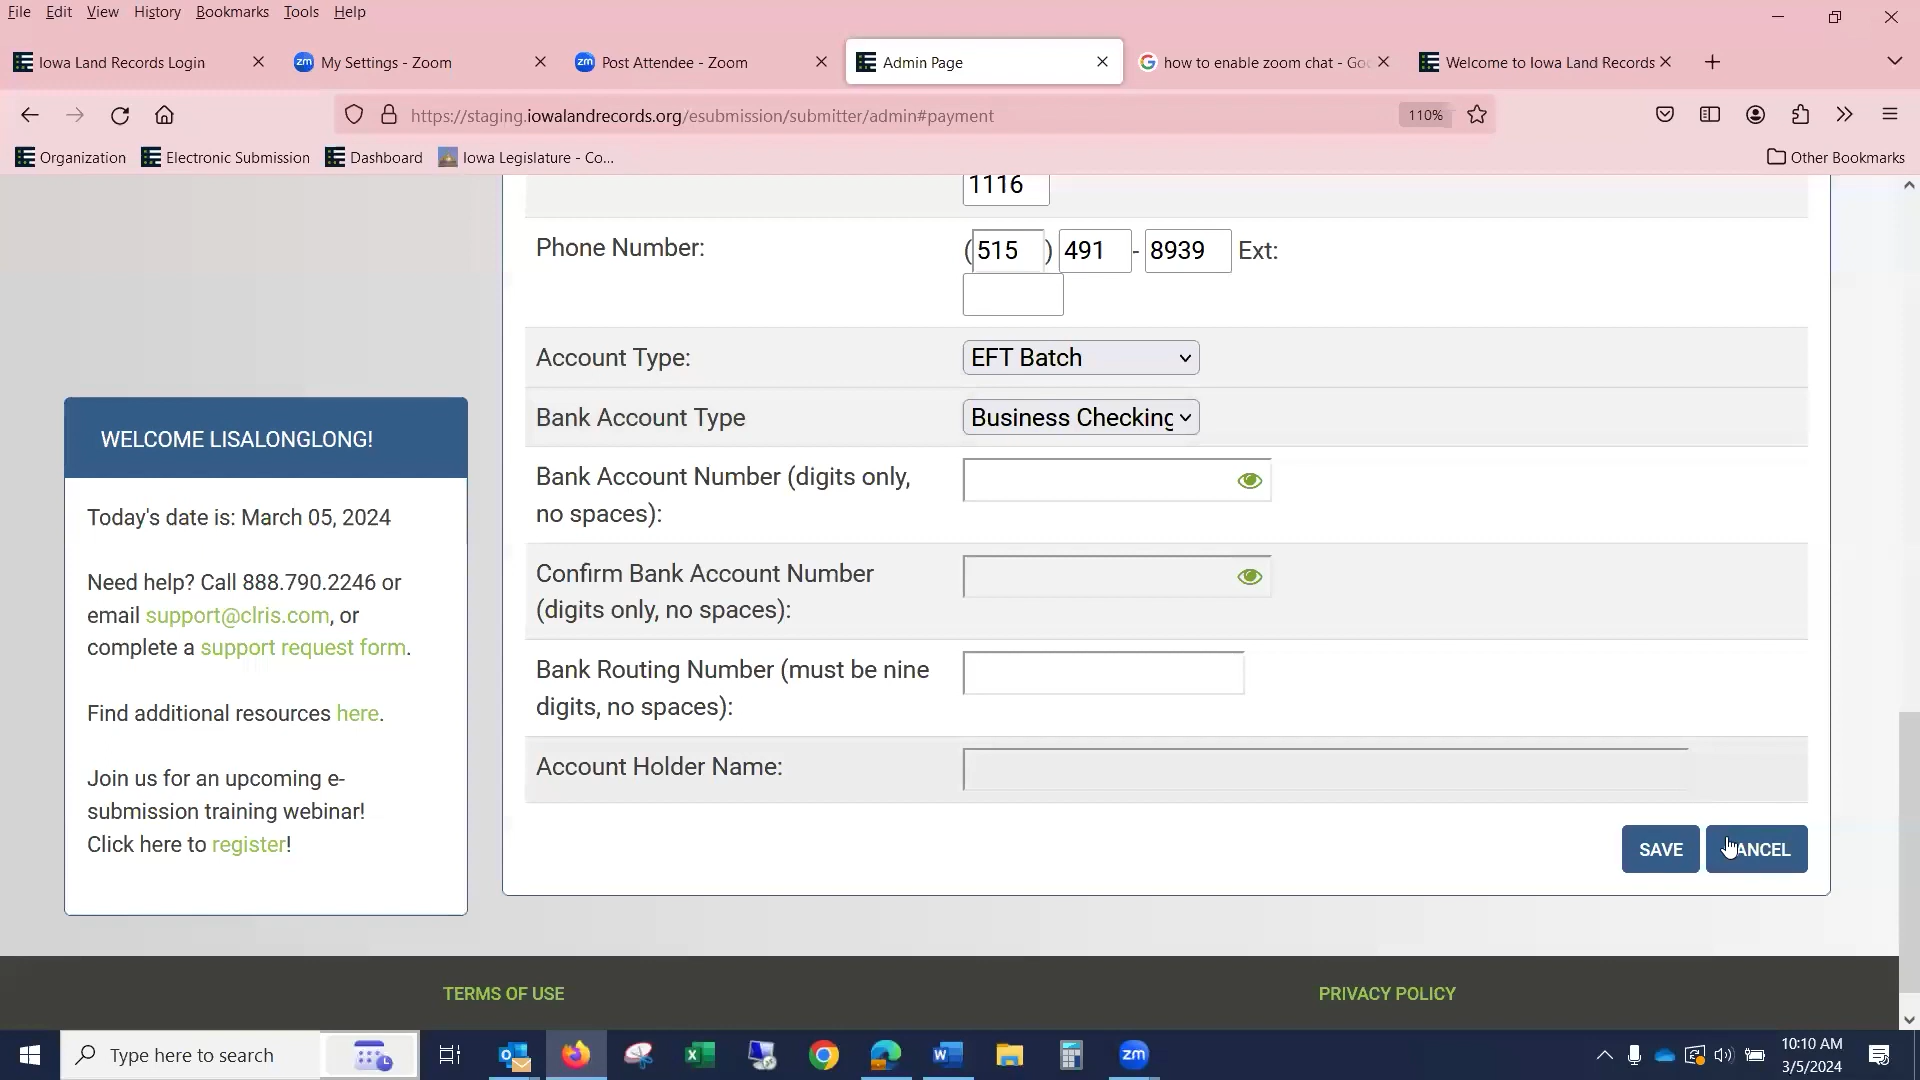 File Edit View History Bookmarks Tools Help
Iowa Land Records Login
zm My Settings - Zoom
zm Post Attendee - Zoom
Admin Page
how to enable zoom chat - Goo
Welcome to Iowa Land Records
https://staging.iowalandrecords.org/esubmission/submitter/admin#payment
110%
Organization Electronic Submission Dashboard Iowa Legislature - Co... Other Bookmarks
1116
Phone Number: (515) 491 - 8939 Ext:
Account Type: EFT Batch
Bank Account Type Business Checking
Bank Account Number (digits only,
no spaces):
Confirm Bank Account Number
(digits only, no spaces):
Bank Routing Number (must be nine
digits, no spaces):
Account Holder Name:
SAVE
WELCOME LISALONGLONG!
Today's date is: March 05, 2024
Need help? Call 888.790.2246 or
email support@clris.com, or
complete a support request form.
Find additional resources here.
Join us for an upcoming e-
submission training webinar!
Click here to register!
TERMS OF USE
PRIVACY POLICY
Type here to search
zm
10:10 AM
3/5/2024